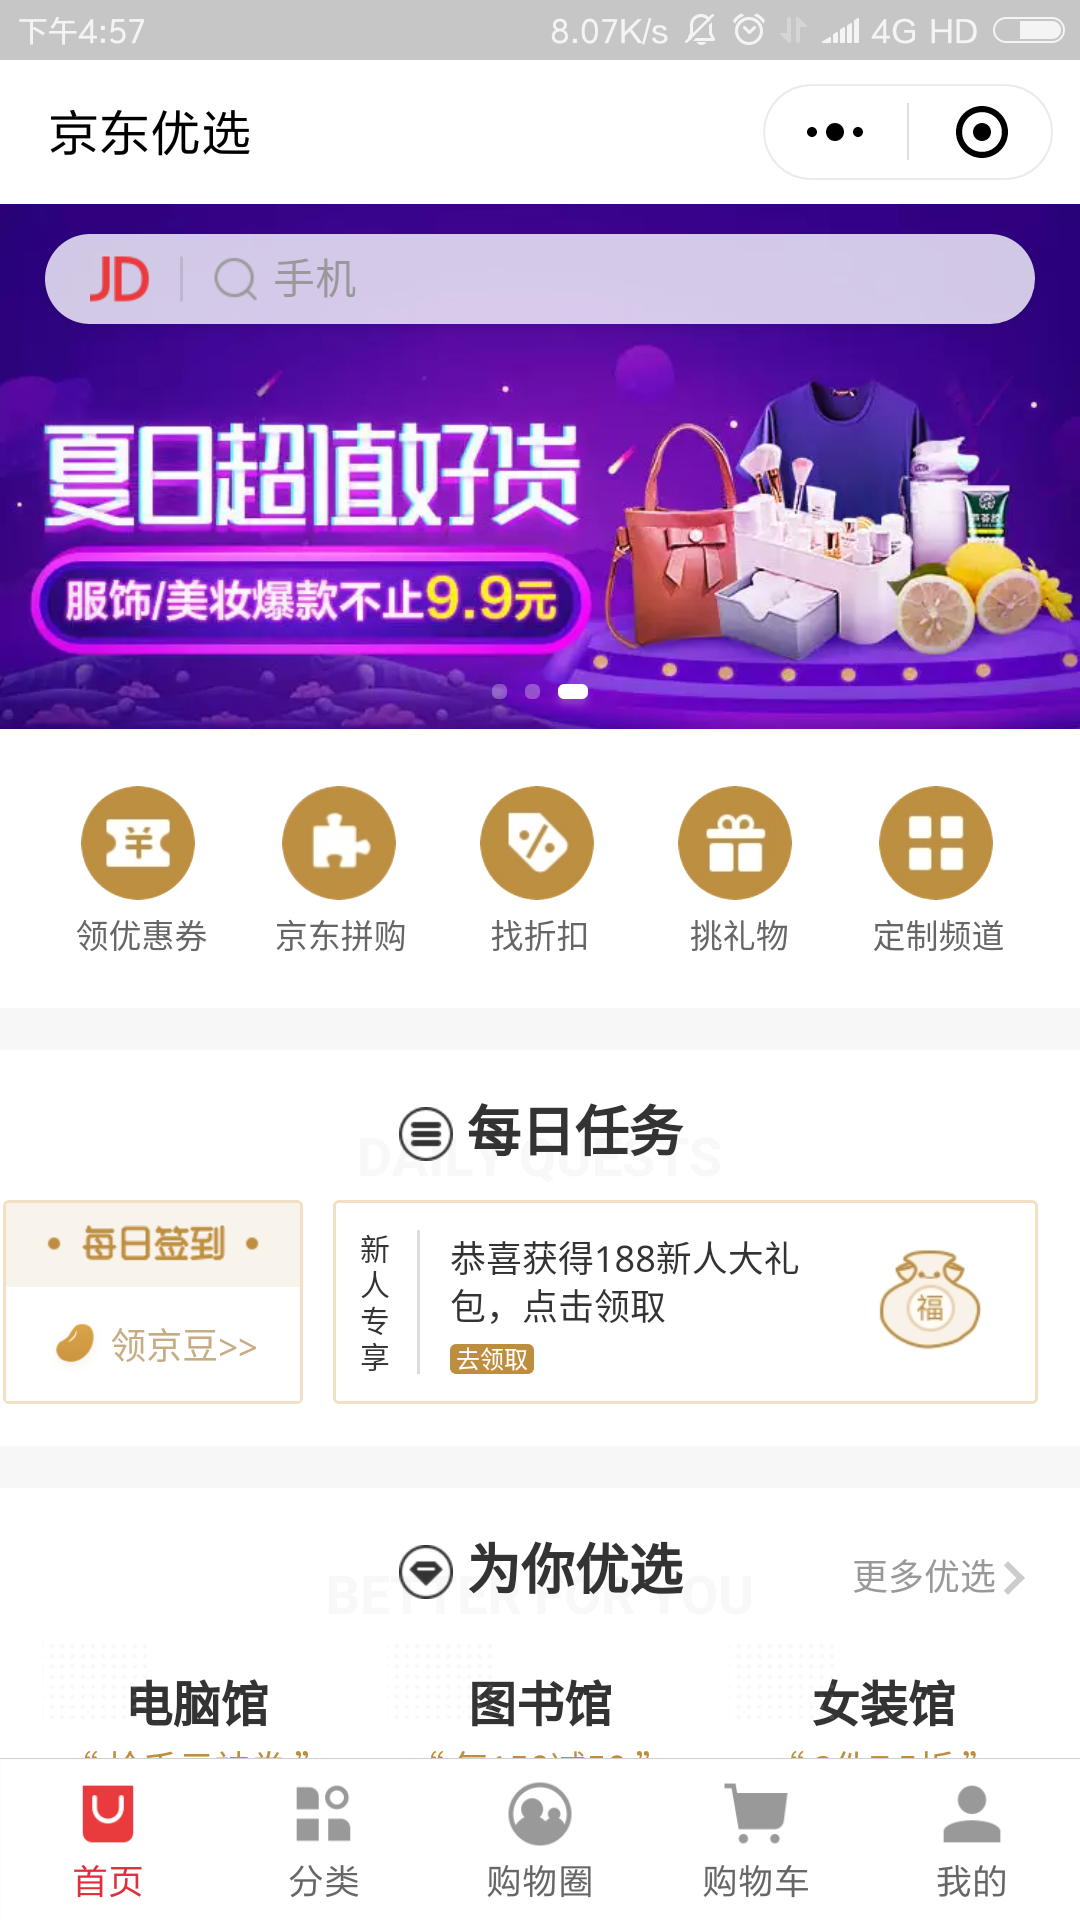 下午4:57
8.07K/s 4G HD
京东优选
JD 手机
夏日超值好货
服饰/美妆爆款不止9.9元
领优惠券 京东拼购 找折扣 挑礼物 定制频道
每日任务
DAILY QUESTS
每日签到
领京豆>>
新人专享
恭喜获得188新人大礼
包，点击领取
去领取
福
为你优选
BETTER FOR YOU
更多优选
电脑馆 图书馆 女装馆
首页 分类 购物圈 购物车 我的